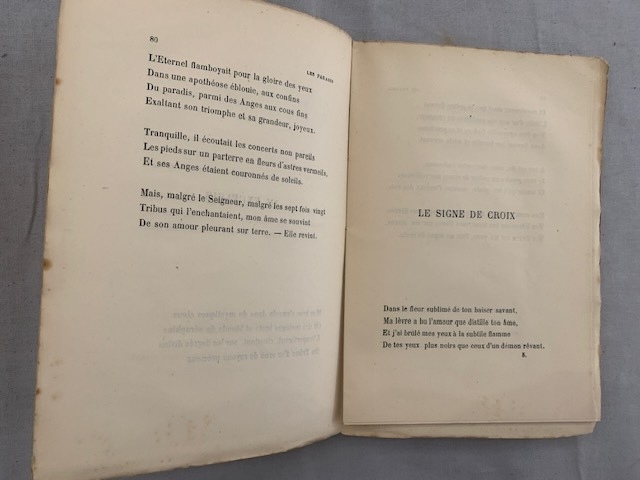 80
LES PARADIS
L'Eternel flamboyait pour la gloire des yeux
Dans une apothéose éblouie, aux confins
Du paradis, parmi des Anges aux cous fins
Exaltant son triomphe et sa grandeur, joyeux.
Tranquille, il écoutait les concerts non pareils
Les pieds sur un parterre en fleurs d'astres vermeils,
Et ses Anges étaient couronnés de soleils.
Mais, malgré le Seigneur, malgré les sept fois vingt
Tribus qui l'enchantaient, mon âme se souvint
De son amour pleurant sur terre. — Elle revint.
LE SIGNE DE CROIX
Dans le fleur sublimé de ton baiser savant,
Ma lèvre a bu l'amour que distille ton âme,
Et j'ai brûlé mes yeux à la subtile flamme
De tes yeux plus noirs que ceux d'un démon rêvant.
8.